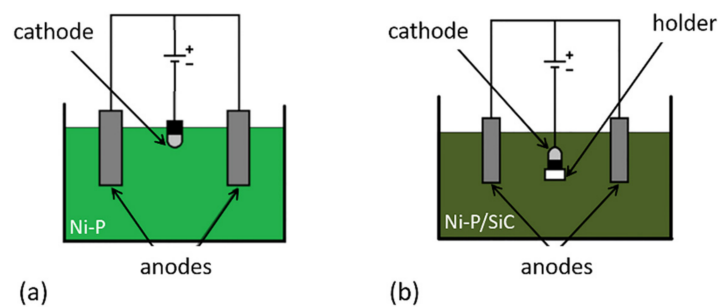 cathode
+
−
Ni-P
anodes
(a)
cathode
holder
+
−
Ni-P/SiC
anodes
(b)